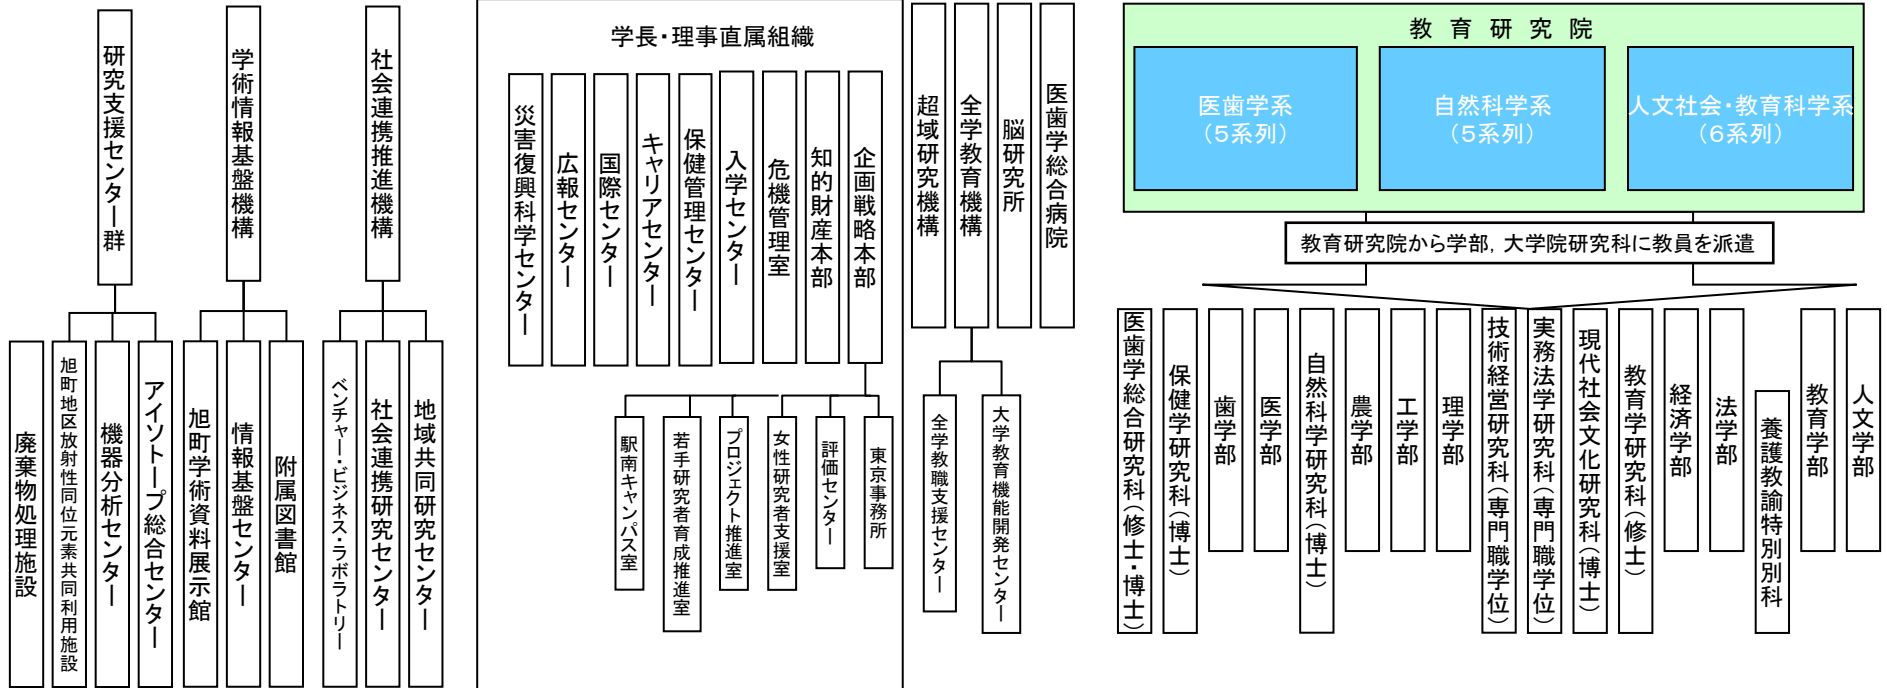 研究支援センター群
学術情報基盤機構
社会連携推進機構
廃棄物処理施設
旭町地区放射性同位元素共同利用施設
機器分析センター
アイソトープ総合センター
旭町学術資料展示館
情報基盤センター
附属図書館
ベンチャー・ビジネス・ラボラトリー
社会連携研究センター
地域共同研究センター
学長・理事直属組織
災害復興科学センター
広報センター
国際センター
キャリアセンター
保健管理センター
入学センター
危機管理室
知的財産本部
企画戦略本部
駅南キャンパス室
若手研究者育成推進室
プロジェクト推進室
女性研究者支援室
評価センター
東京事務所
超域研究機構
全学教育機構
脳研究所
医歯学総合病院
全学教職支援センター
大学教育機能開発センター
教育研究院
医歯学系
（5系列）
自然科学系
（5系列）
人文社会・教育科学系
（6系列）
教育研究院から学部，大学院研究科に教員を派遣
医歯学総合研究科（修士・博士）
保健学研究科（博士）
歯学部
医学部
自然科学研究科（博士）
農学部
工学部
理学部
技術経営研究科（専門職学位）
実務法学研究科（専門職学位）
現代社会文化研究科（博士）
教育学研究科（修士）
経済学部
法学部
養護教諭特別別科
教育学部
人文学部